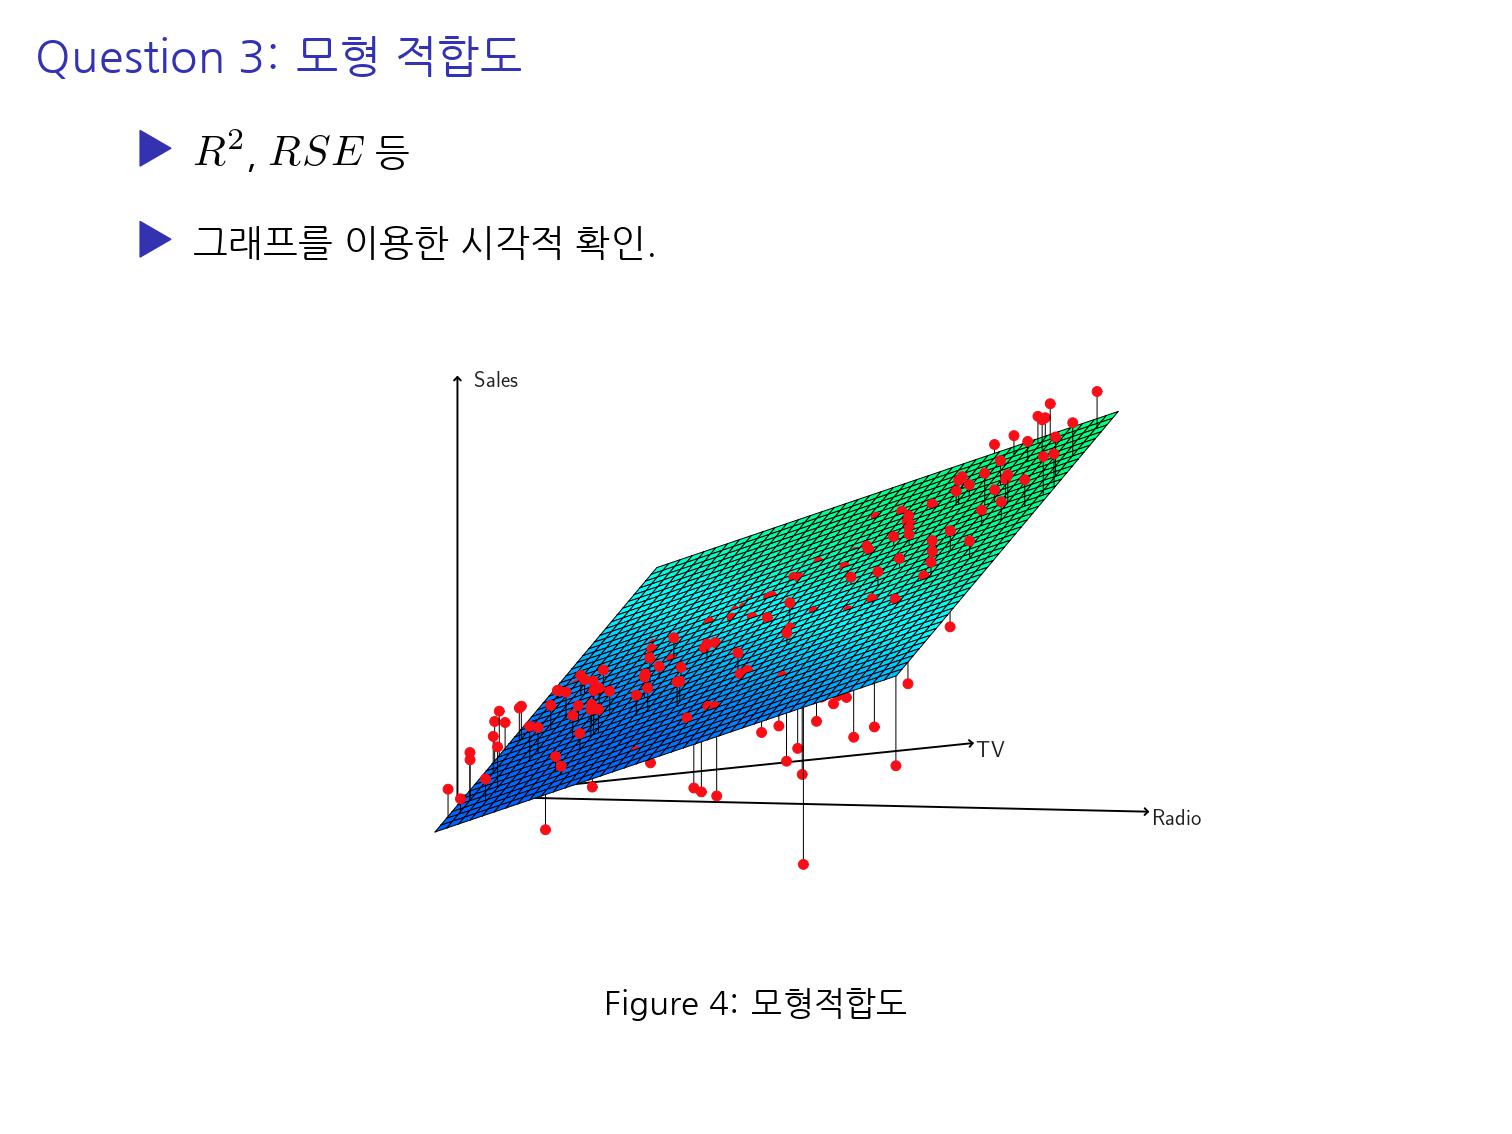 Question 3: 모형 적합도
R², RSE 등
그래프를 이용한 시각적 확인.
Sales
TV
Radio
Figure 4: 모형적합도